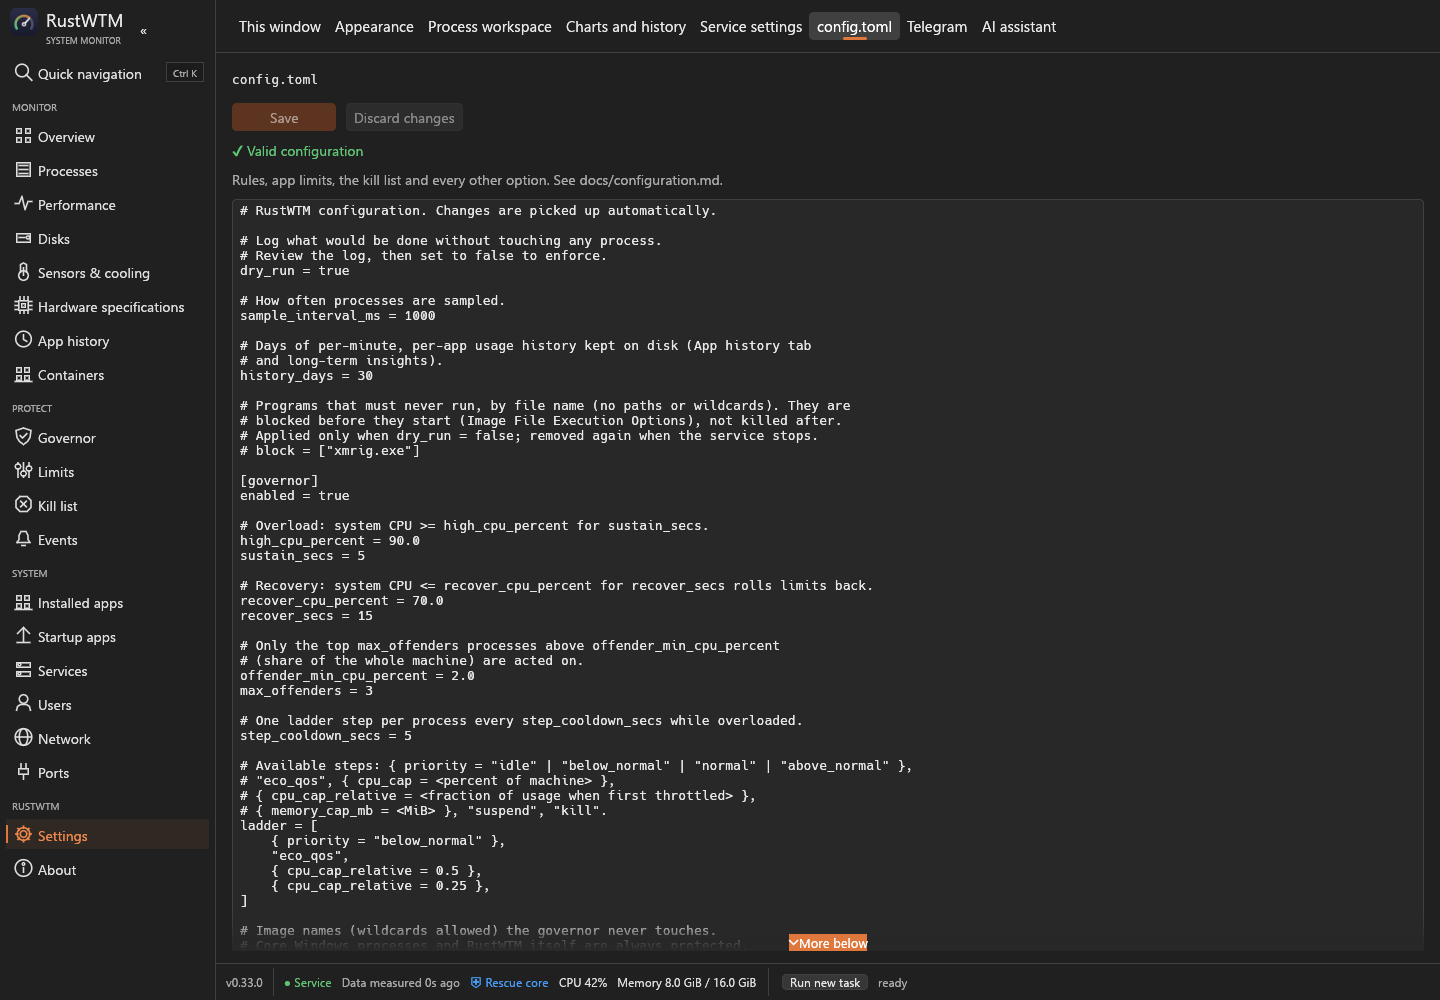 RustWTM
SYSTEM MONITOR
«
Quick navigation
Ctrl K
MONITOR
Overview
Processes
Performance
Disks
Sensors & cooling
Hardware specifications
App history
Containers
PROTECT
Governor
Limits
Kill list
Events
SYSTEM
Installed apps
Startup apps
Services
Users
Network
Ports
RUSTWTM
Settings
About
This window Appearance Process workspace Charts and history Service settings config.toml Telegram AI assistant
config.toml
Save Discard changes
✓ Valid configuration
Rules, app limits, the kill list and every other option. See docs/configuration.md.
# RustWTM configuration. Changes are picked up automatically.
# Log what would be done without touching any process.
# Review the log, then set to false to enforce.
dry_run = true
# How often processes are sampled.
sample_interval_ms = 1000
# Days of per-minute, per-app usage history kept on disk (App history tab
# and long-term insights).
history_days = 30
# Programs that must never run, by file name (no paths or wildcards). They are
# blocked before they start (Image File Execution Options), not killed after.
# Applied only when dry_run = false; removed again when the service stops.
# block = ["xmrig.exe"]
[governor]
enabled = true
# Overload: system CPU >= high_cpu_percent for sustain_secs.
high_cpu_percent = 90.0
sustain_secs = 5
# Recovery: system CPU <= recover_cpu_percent for recover_secs rolls limits back.
recover_cpu_percent = 70.0
recover_secs = 15
# Only the top max_offenders processes above offender_min_cpu_percent
# (share of the whole machine) are acted on.
offender_min_cpu_percent = 2.0
max_offenders = 3
# One ladder step per process every step_cooldown_secs while overloaded.
step_cooldown_secs = 5
# Available steps: { priority = "idle" | "below_normal" | "normal" | "above_normal" },
# "eco_qos", { cpu_cap = <percent of machine> },
# { cpu_cap_relative = <fraction of usage when first throttled> },
# { memory_cap_mb = <MiB> }, "suspend", "kill".
ladder = [
{ priority = "below_normal" },
"eco_qos",
{ cpu_cap_relative = 0.5 },
{ cpu_cap_relative = 0.25 },
]
# Image names (wildcards allowed) the governor never touches.
# Core Windows processes and RustWTM itself are always protected.
More below
v0.33.0 Service Data measured 0s ago Rescue core CPU 42% Memory 8.0 GiB / 16.0 GiB Run new task ready